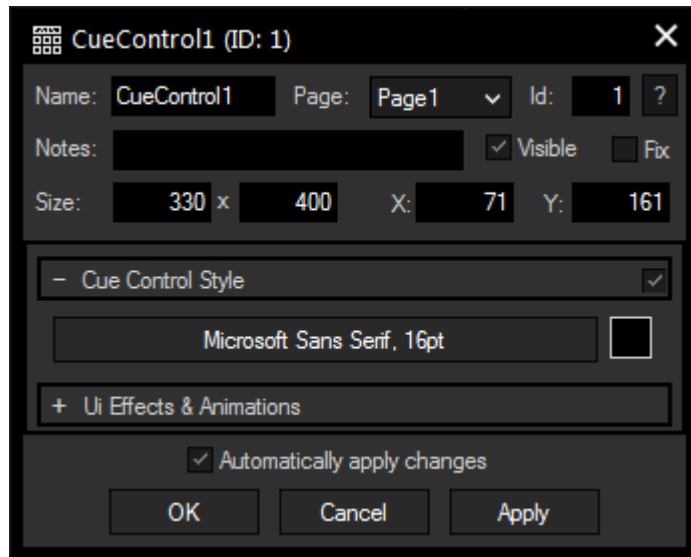 CueControl1 (ID: 1)
Name: CueControl1 Page: Page1 Id: 1 ?
Notes: Visible Fix
Size: 330 x 400 X: 71 Y: 161
− Cue Control Style
Microsoft Sans Serif, 16pt
+ Ui Effects & Animations
Automatically apply changes
OK Cancel Apply